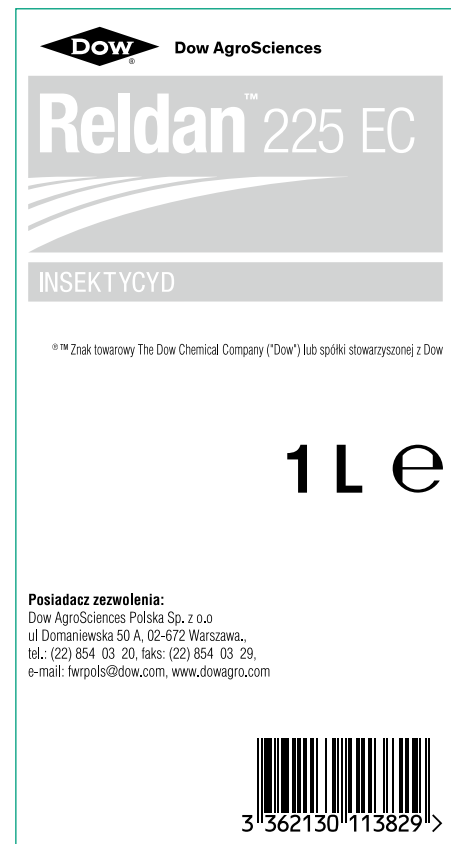 Dow® Dow AgroSciences
Reldan™ 225 EC
INSEKTYCYD
® ™ Znak towarowy The Dow Chemical Company ("Dow") lub spółki stowarzyszonej z Dow
1 L ℮
Posiadacz zezwolenia:
Dow AgroSciences Polska Sp. z o.o
ul Domaniewska 50 A, 02-672 Warszawa.,
tel.: (22) 854 03 20, faks: (22) 854 03 29,
e-mail: fwrpols@dow.com, www.dowagro.com
3 362130 113829 >